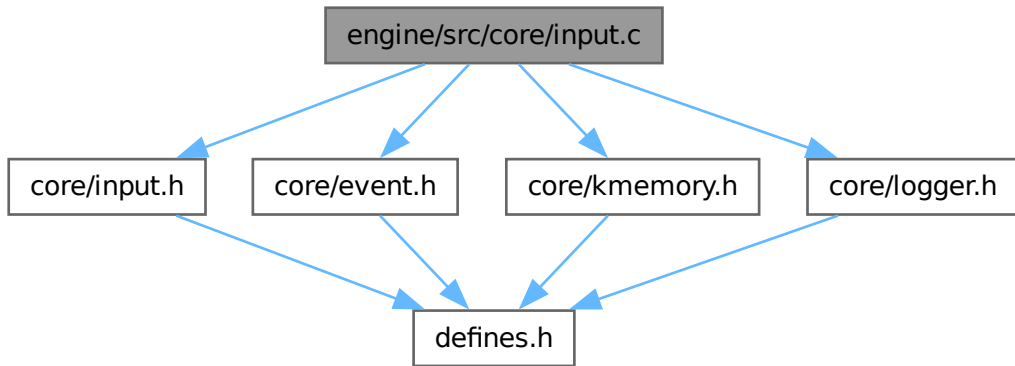 engine/src/core/input.c
core/input.h
core/event.h
core/kmemory.h
core/logger.h
defines.h